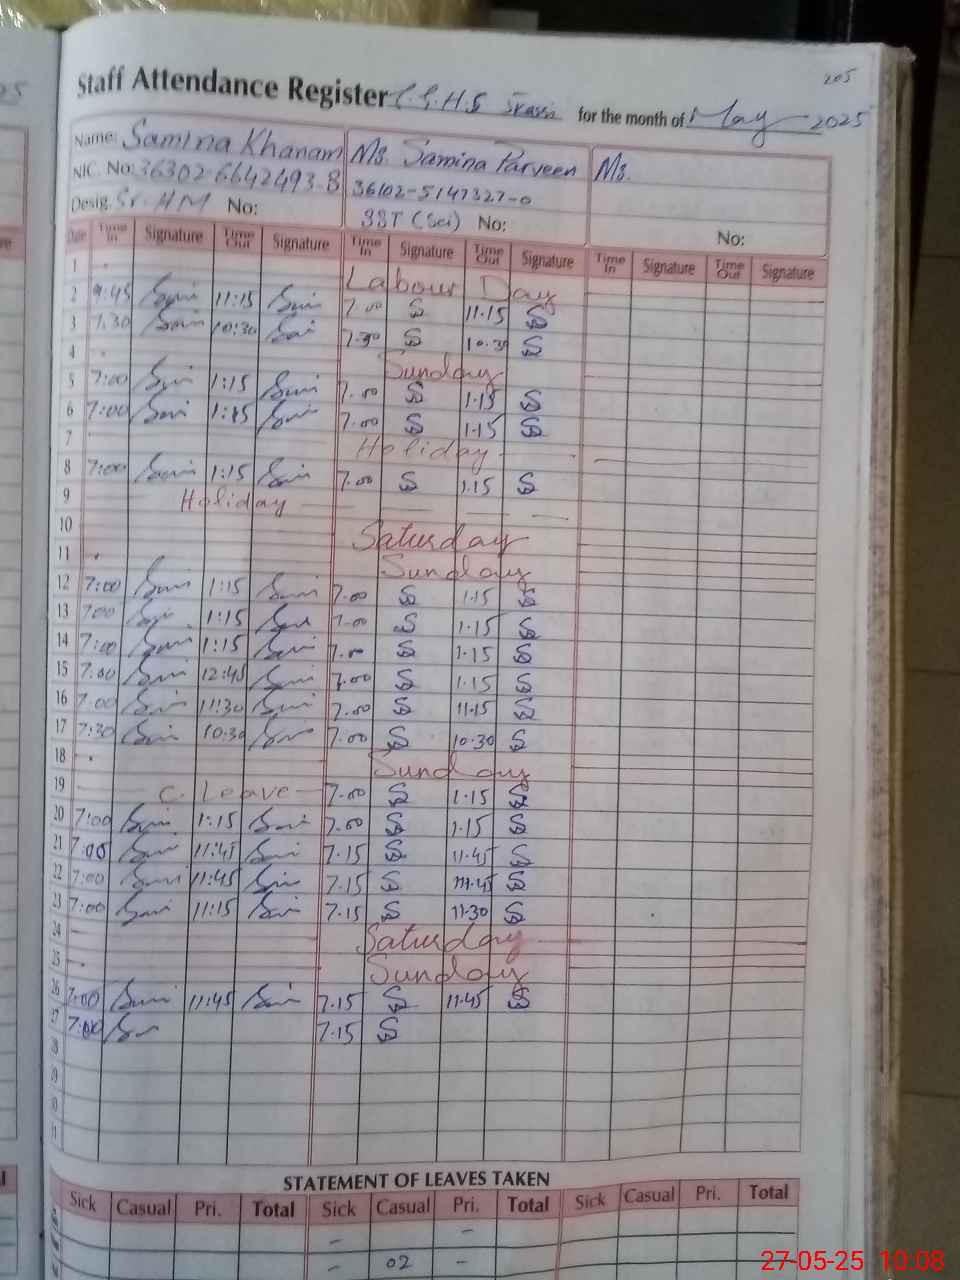 205
Staff Attendance Register for the month of May 2025
Name: Samina Khanam Ms. Samina Parveen Ms.
NIC. No: 36302-6642493-8 36102-5147327-0
Desig. Sr. HM No: SST (Sci) No: No:
Date Time In Signature Time Out Signature Time In Signature Time Out Signature Time In Signature Time Out Signature
1 Labour Day
2 9:45 11:15 7.00 11.15
3 7.30 10:30 7.30 10.30
4 Sunday
5 7:00 1:15 7.00 1.15
6 7:00 1:15 7.00 1.15
7 Holiday
8 7:00 1:15 7.00 1.15
9 Holiday
10 Saturday
11 Sunday
12 7:00 1:15 7.00 1.15
13 7:00 1:15 7.00 1.15
14 7:00 1:15 7.00 1.15
15 7:00 12:45 7.00 1.15
16 7:00 11:30 7.00 11.15
17 7:30 10:30 7.00 10.30
18 Sunday
19 C. Leave 7.00 1.15
20 7:00 1:15 7.00 1.15
21 7:00 11:45 7.15 11.45
22 7:00 11:45 7.15 11.45
23 7:00 11:15 7.15 11.30
24 Saturday
25 Sunday
26 7:00 11:45 7.15 11.45
27 7:00 7.15
STATEMENT OF LEAVES TAKEN
Sick Casual Pri. Total Sick Casual Pri. Total Sick Casual Pri. Total
- -
- 02 -
27-05-25 10:08